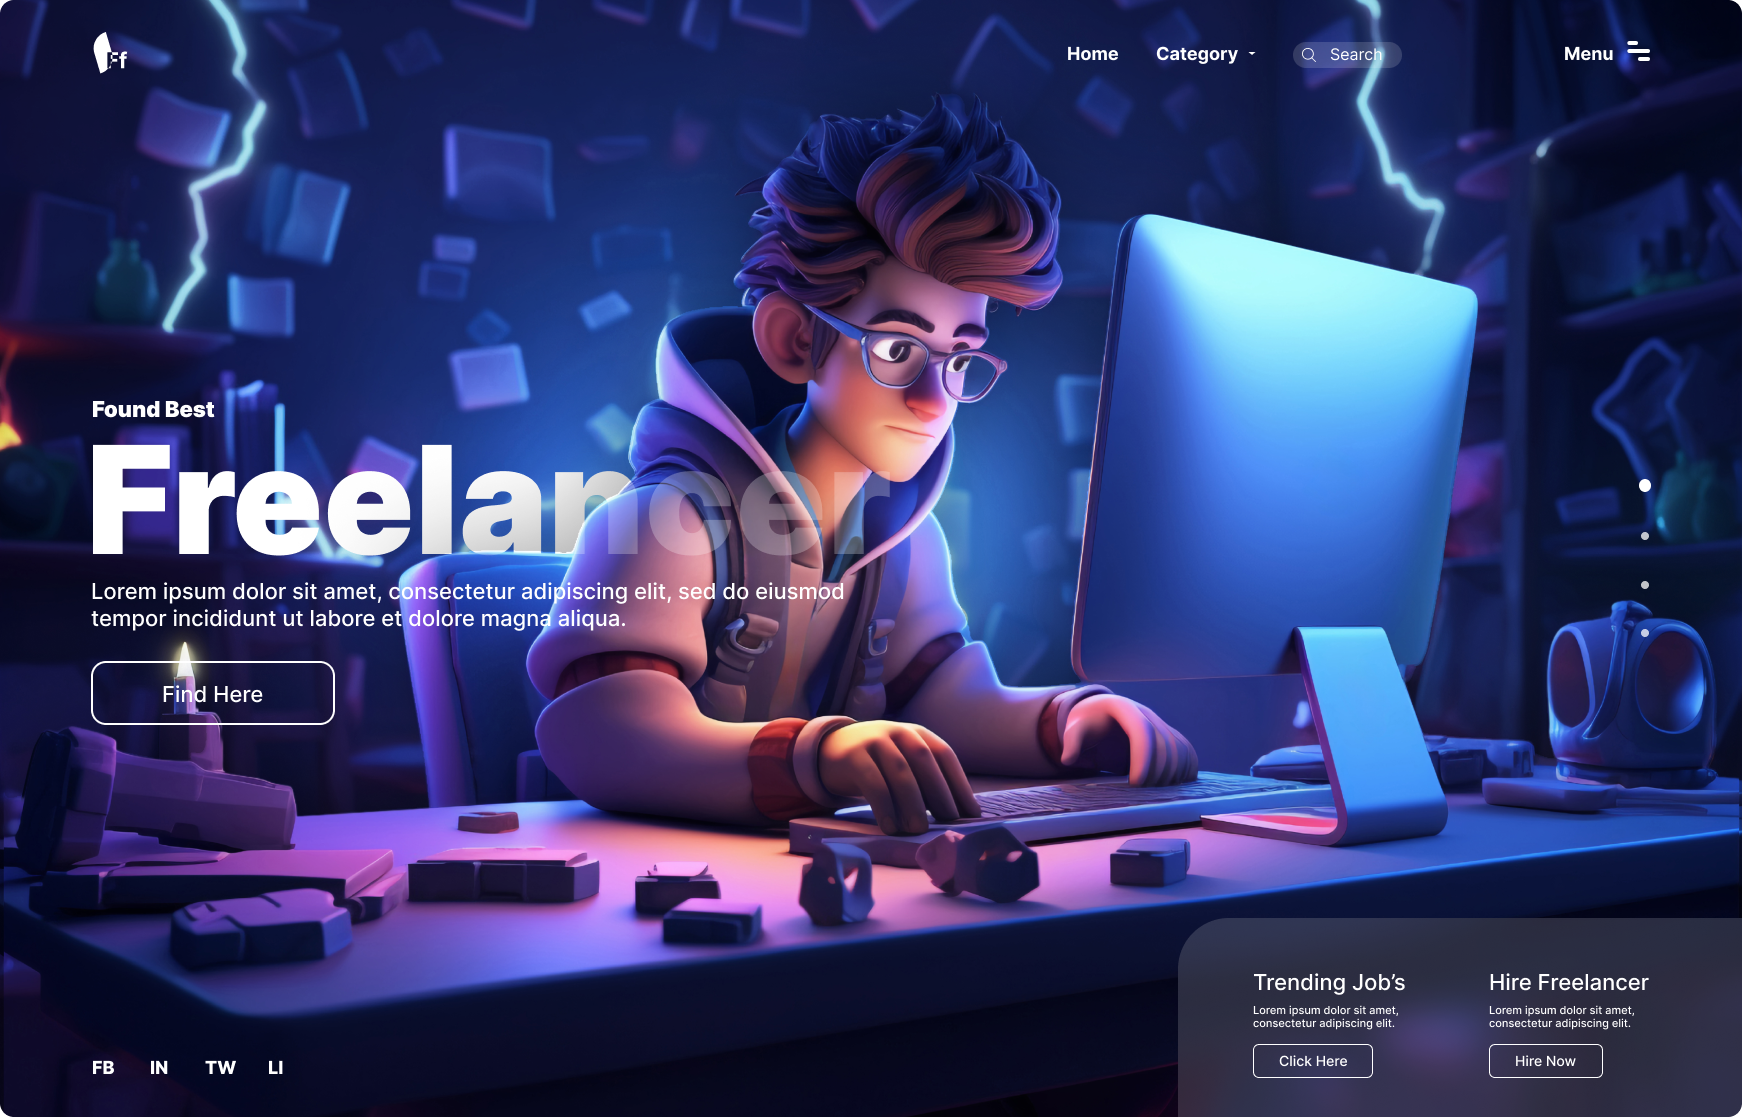 Ff
Home
Category
Search
Menu
Found Best
Freelancer
Lorem ipsum dolor sit amet, consectetur adipiscing elit, sed do eiusmod
tempor incididunt ut labore et dolore magna aliqua.
Find Here
Trending Job’s
Lorem ipsum dolor sit amet,
consectetur adipiscing elit.
Click Here
Hire Freelancer
Lorem ipsum dolor sit amet,
consectetur adipiscing elit.
Hire Now
FB
IN
TW
LI